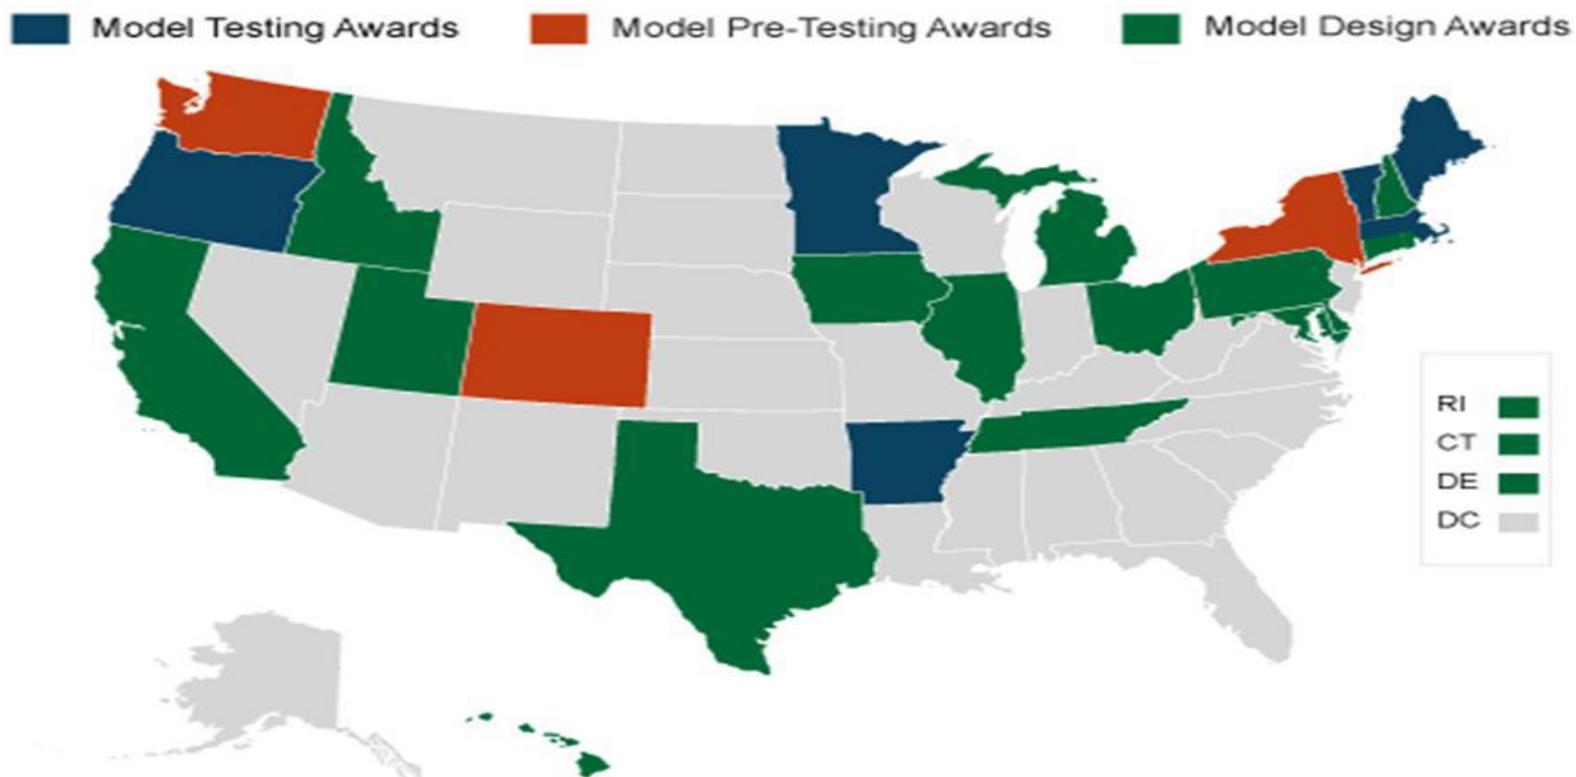 Model Testing Awards Model Pre-Testing Awards Model Design Awards
RI
CT
DE
DC